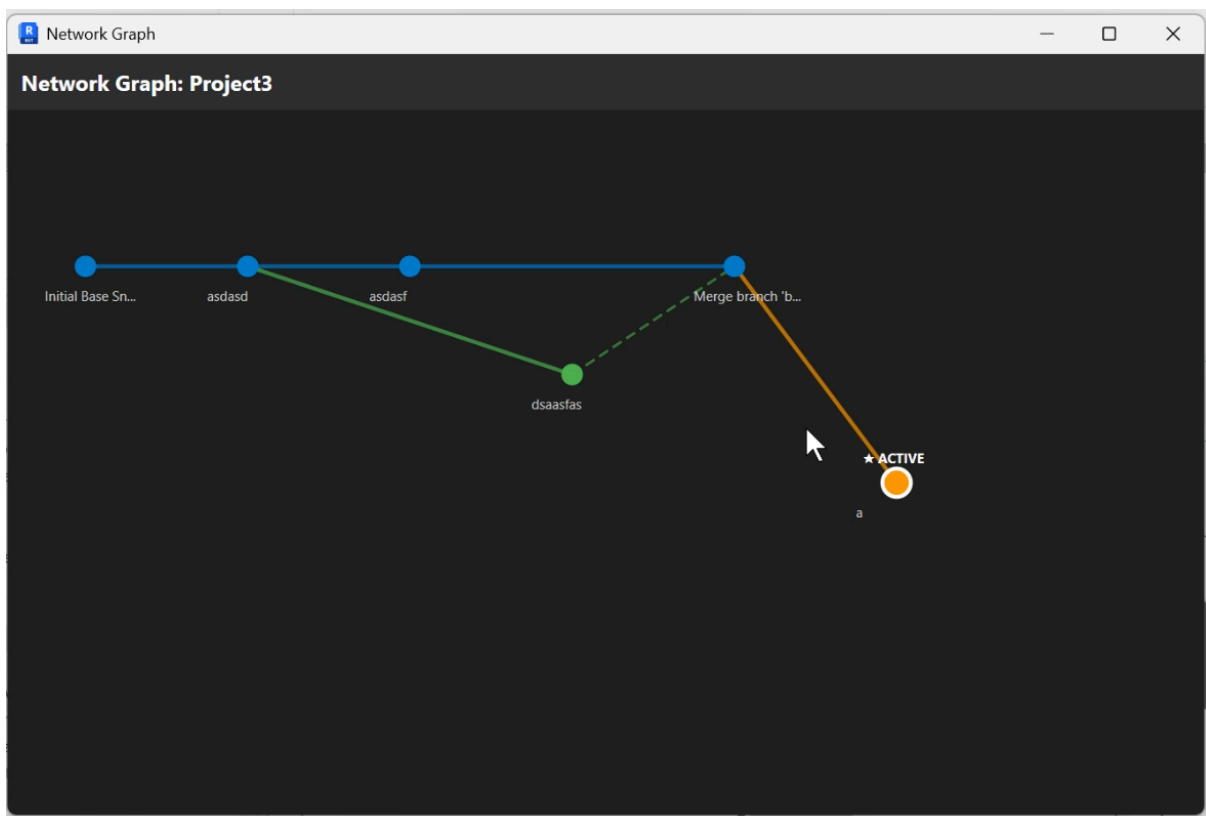 Network Graph
Network Graph: Project3
Initial Base Sn...
asdasd
asdasf
Merge branch 'b...
dsaasfas
★ ACTIVE
a